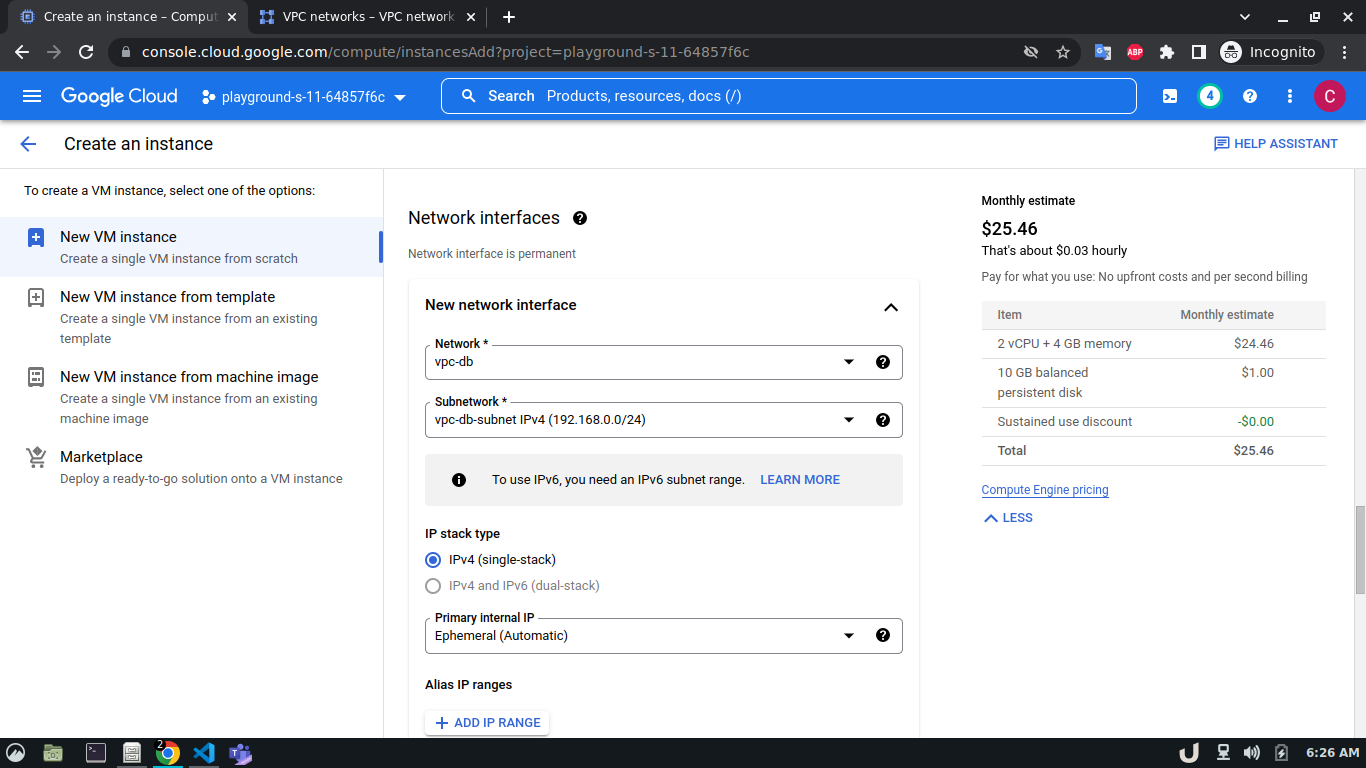 Create an instance – Comput
VPC networks – VPC network
console.cloud.google.com/compute/instancesAdd?project=playground-s-11-64857f6c
ABP
Incognito
Google Cloud
playground-s-11-64857f6c
Search Products, resources, docs (/)
4
C
Create an instance
HELP ASSISTANT
To create a VM instance, select one of the options:
New VM instance
Create a single VM instance from scratch
New VM instance from template
Create a single VM instance from an existing
template
New VM instance from machine image
Create a single VM instance from an existing
machine image
Marketplace
Deploy a ready-to-go solution onto a VM instance
Network interfaces
Network interface is permanent
New network interface
Network *
vpc-db
Subnetwork *
vpc-db-subnet IPv4 (192.168.0.0/24)
To use IPv6, you need an IPv6 subnet range. LEARN MORE
IP stack type
IPv4 (single-stack)
IPv4 and IPv6 (dual-stack)
Primary internal IP
Ephemeral (Automatic)
Alias IP ranges
ADD IP RANGE
Monthly estimate
$25.46
That's about $0.03 hourly
Pay for what you use: No upfront costs and per second billing
Item Monthly estimate
2 vCPU + 4 GB memory $24.46
10 GB balanced $1.00
persistent disk
Sustained use discount -$0.00
Total $25.46
Compute Engine pricing
LESS
2
6:26 AM